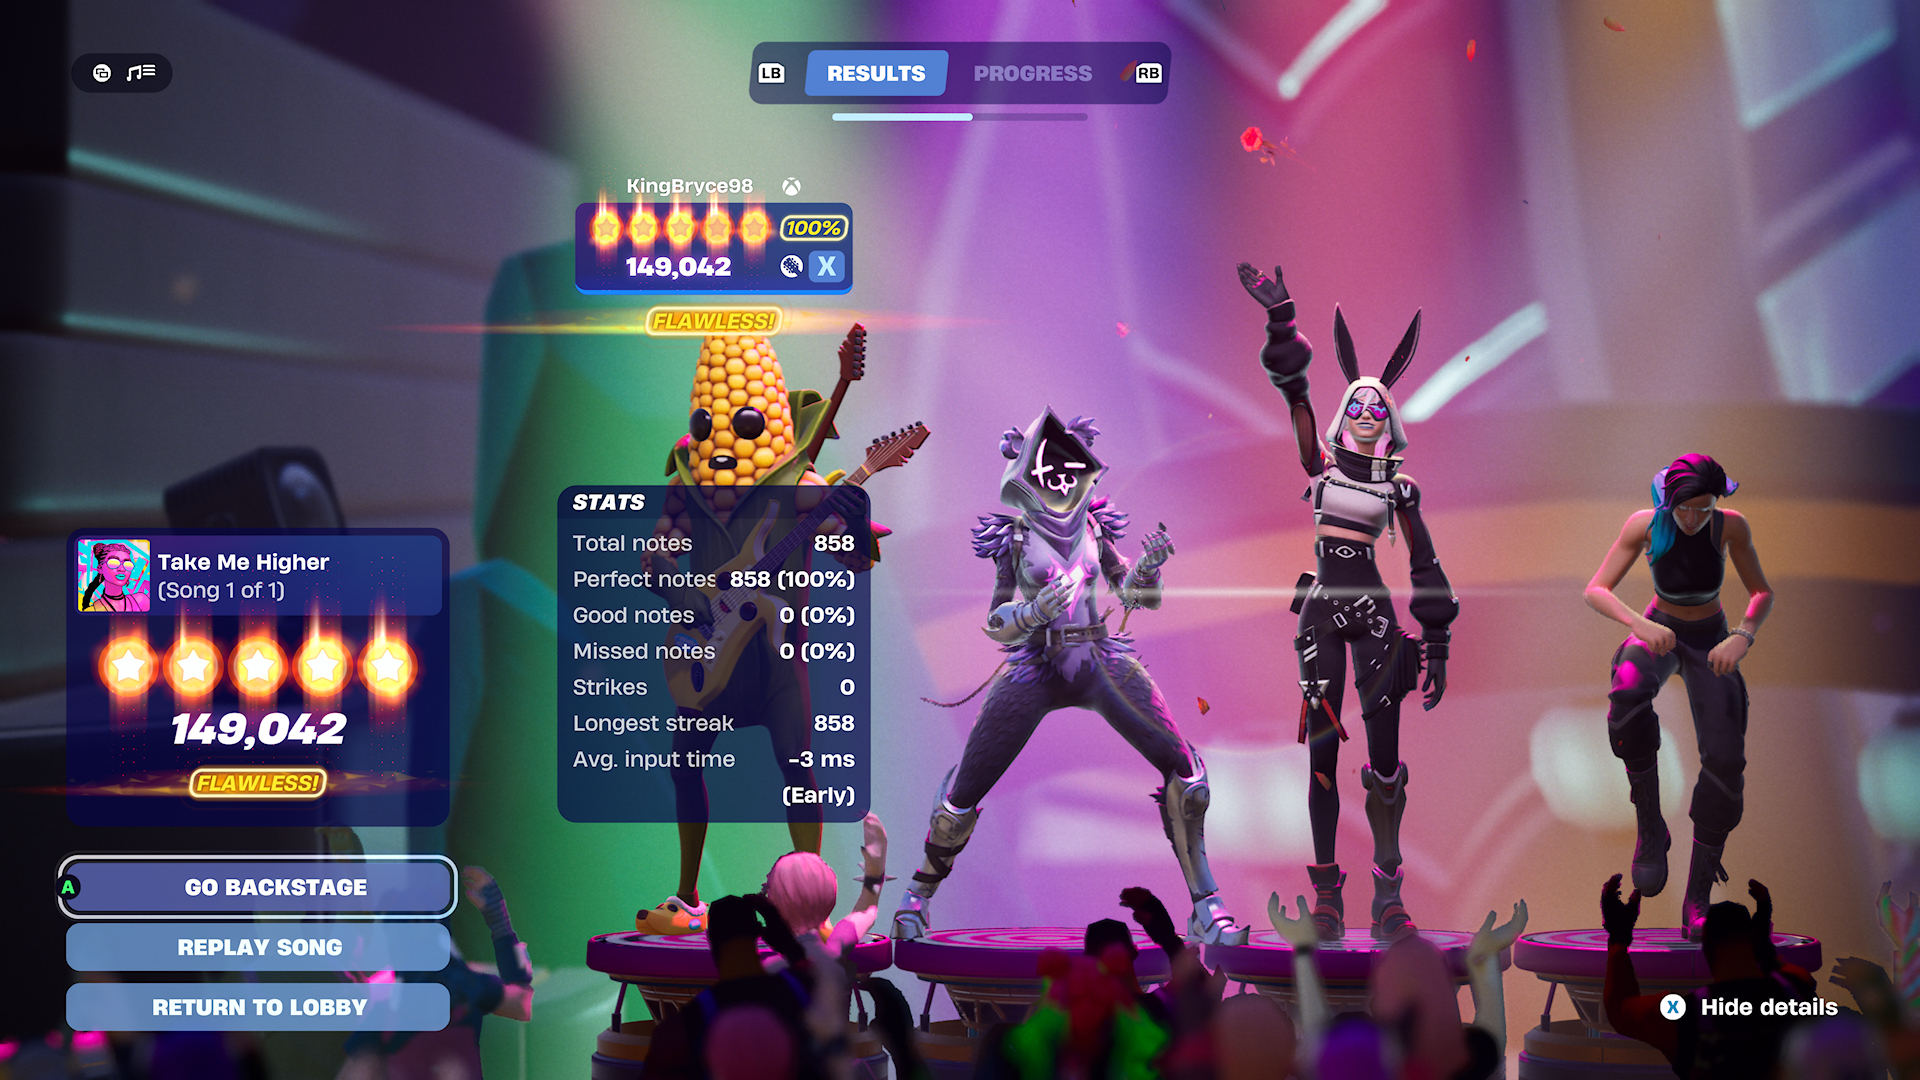 LB RESULTS PROGRESS RB
KingBryce98
100%
149,042 X
FLAWLESS!
STATS
Total notes 858
Perfect notes 858 (100%)
Good notes 0 (0%)
Missed notes 0 (0%)
Strikes 0
Longest streak 858
Avg. input time -3 ms
(Early)
Take Me Higher
(Song 1 of 1)
149,042
FLAWLESS!
A GO BACKSTAGE
REPLAY SONG
RETURN TO LOBBY
X Hide details